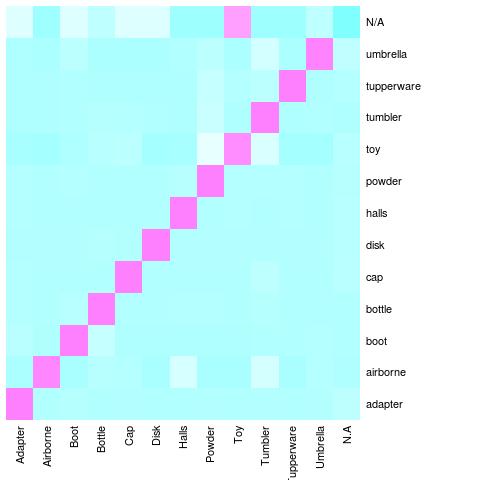 N/A
umbrella
tupperware
tumbler
toy
powder
halls
disk
cap
bottle
boot
airborne
adapter
Adapter
Airborne
Boot
Bottle
Cap
Disk
Halls
Powder
Toy
Tumbler
upperware
Umbrella
N.A